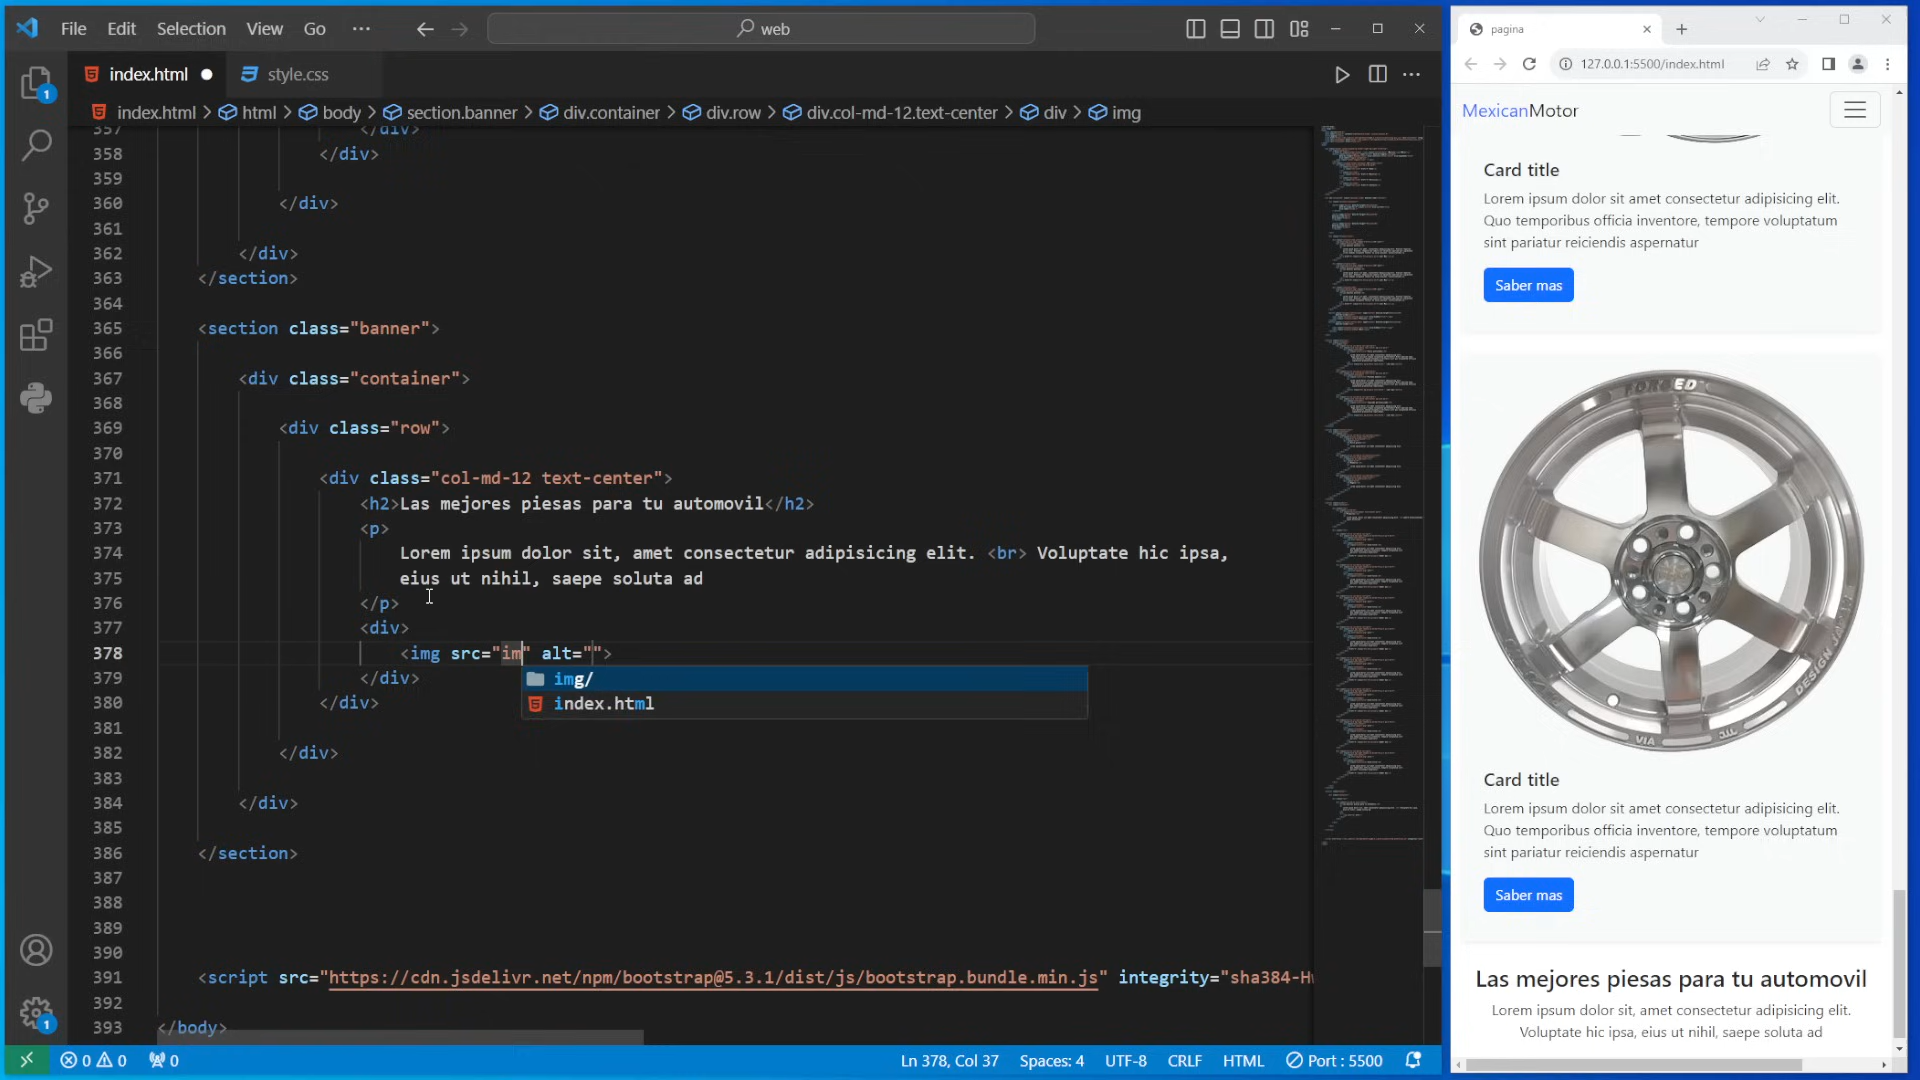 File Edit Selection View Go ···
web
index.html
style.css
index.html > html > body > section.banner > div.container > div.row > div.col-md-12.text-center > div > img
357 </div>
358 </div>
359
360 </div>
361
362 </div>
363 </section>
364
365 <section class="banner">
366
367 <div class="container">
368
369 <div class="row">
370
371 <div class="col-md-12 text-center">
372 <h2>Las mejores piesas para tu automovil</h2>
373 <p>
374 Lorem ipsum dolor sit, amet consectetur adipisicing elit. <br> Voluptate hic ipsa,
375 eius ut nihil, saepe soluta ad
376 </p>
377 <div>
378 <img src="im" alt="">
img/
index.html
379 </div>
380 </div>
381
382 </div>
383
384 </div>
385
386 </section>
387
388
389
390
391 <script src="https://cdn.jsdelivr.net/npm/bootstrap@5.3.1/dist/js/bootstrap.bundle.min.js" integrity="sha384-H
392
393 </body>
1
1
0 0 0
Ln 378, Col 37 Spaces: 4 UTF-8 CRLF HTML Port : 5500
pagina
127.0.0.1:5500/index.html
MexicanMotor
Card title
Lorem ipsum dolor sit amet consectetur adipisicing elit.
Quo temporibus officia inventore, tempore voluptatum
sint pariatur reiciendis aspernatur
Saber mas
FORGED
DESIGN JAPAN
VIA JTC
Card title
Lorem ipsum dolor sit amet consectetur adipisicing elit.
Quo temporibus officia inventore, tempore voluptatum
sint pariatur reiciendis aspernatur
Saber mas
Las mejores piesas para tu automovil
Lorem ipsum dolor sit, amet consectetur adipisicing elit.
Voluptate hic ipsa, eius ut nihil, saepe soluta ad